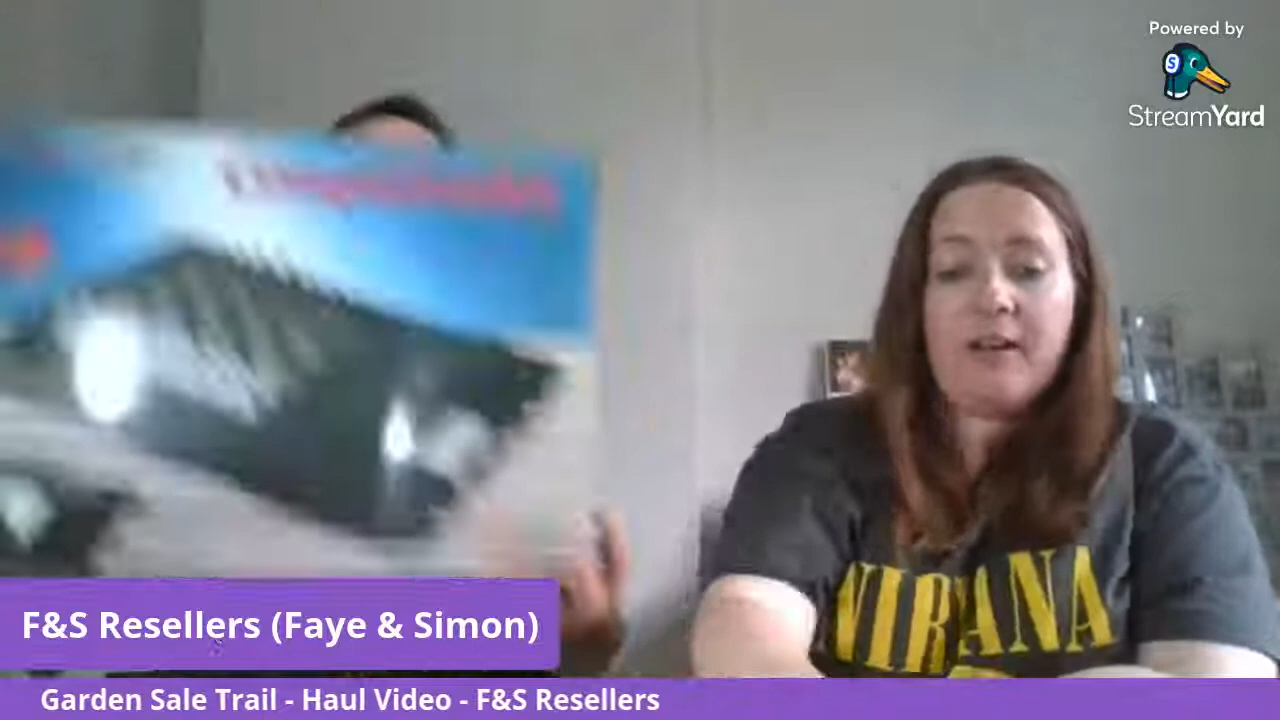 Powered by
S
StreamYard
NIRVANA
F&S Resellers (Faye & Simon)
Garden Sale Trail - Haul Video - F&S Resellers